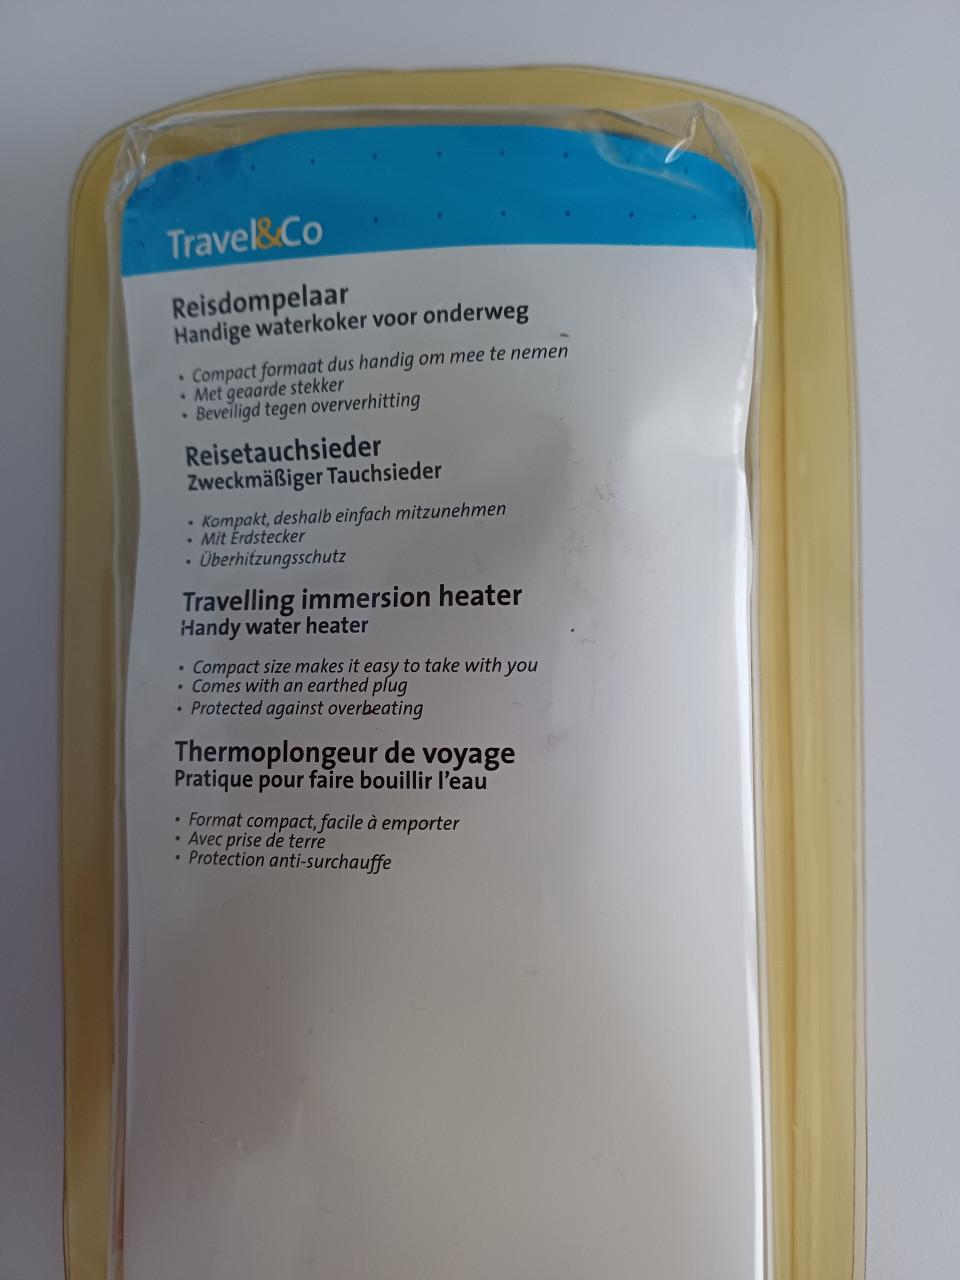 Travel&Co
Reisdompelaar
Handige waterkoker voor onderweg
• Compact formaat dus handig om mee te nemen
• Met geaarde stekker
• Beveiligd tegen oververhitting
Reisetauchsieder
Zweckmäßiger Tauchsieder
• Kompakt, deshalb einfach mitzunehmen
• Mit Erdstecker
• Überhitzungsschutz
Travelling immersion heater
Handy water heater
• Compact size makes it easy to take with you
• Comes with an earthed plug
• Protected against overbeating
Thermoplongeur de voyage
Pratique pour faire bouillir l'eau
• Format compact, facile à emporter
• Avec prise de terre
• Protection anti-surchauffe